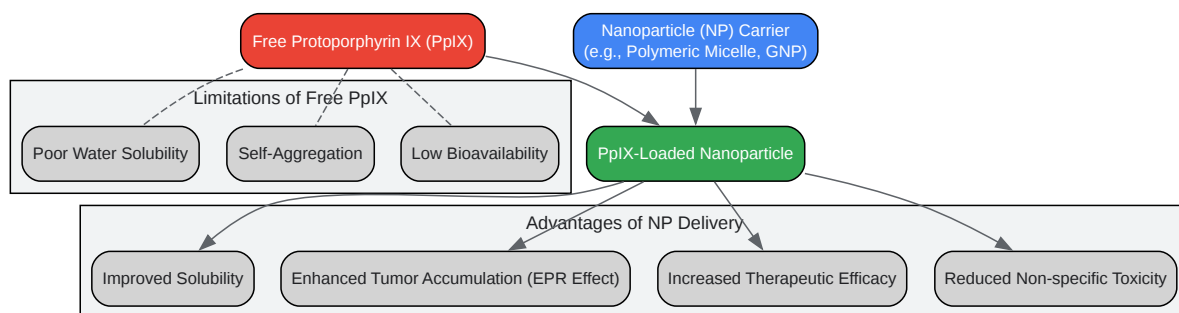 Free Protoporphyrin IX (PpIX)
Nanoparticle (NP) Carrier
(e.g., Polymeric Micelle, GNP)
Limitations of Free PpIX
Poor Water Solubility
Self-Aggregation
Low Bioavailability
PpIX-Loaded Nanoparticle
Advantages of NP Delivery
Improved Solubility
Enhanced Tumor Accumulation (EPR Effect)
Increased Therapeutic Efficacy
Reduced Non-specific Toxicity